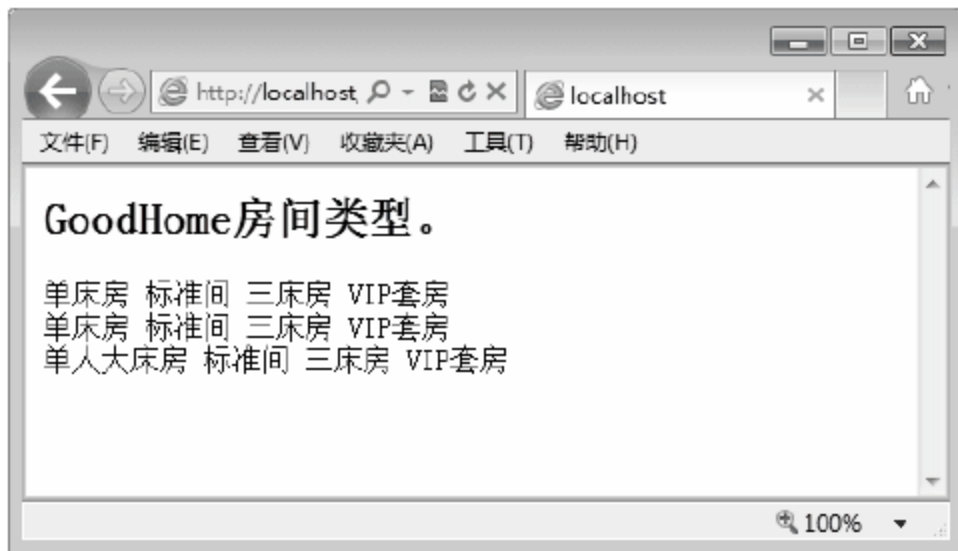 http://localhost,
localhost
文件(F) 编辑(E) 查看(V) 收藏夹(A) 工具(T) 帮助(H)
GoodHome房间类型。
单床房 标准间 三床房 VIP套房
单床房 标准间 三床房 VIP套房
单人大床房 标准间 三床房 VIP套房
100%